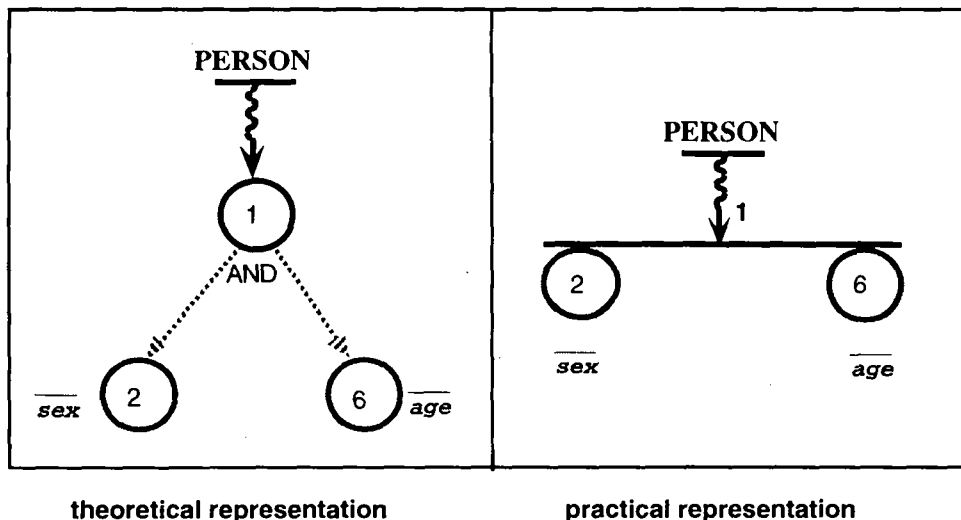 PERSON
1
AND
sex 2 6 age
PERSON
1
2 6
sex age
theoretical representation practical representation